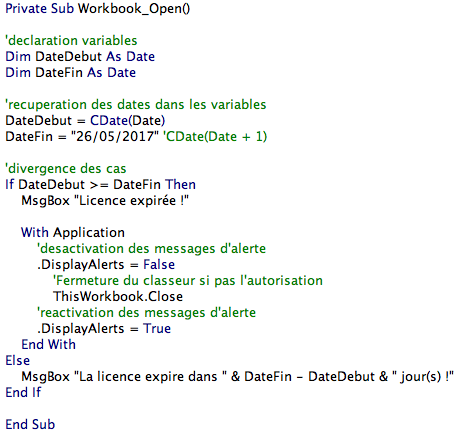 Private Sub Workbook_Open()
'declaration variables
Dim DateDebut As Date
Dim DateFin As Date
'recuperation des dates dans les variables
DateDebut = CDate(Date)
DateFin = "26/05/2017" 'CDate(Date + 1)
'divergence des cas
If DateDebut >= DateFin Then
MsgBox "Licence expirée !"
With Application
'desactivation des messages d'alerte
.DisplayAlerts = False
'Fermeture du classeur si pas l'autorisation
ThisWorkbook.Close
'reactivation des messages d'alerte
.DisplayAlerts = True
End With
Else
MsgBox "La licence expire dans " & DateFin - DateDebut & " jour(s) !"
End If
End Sub